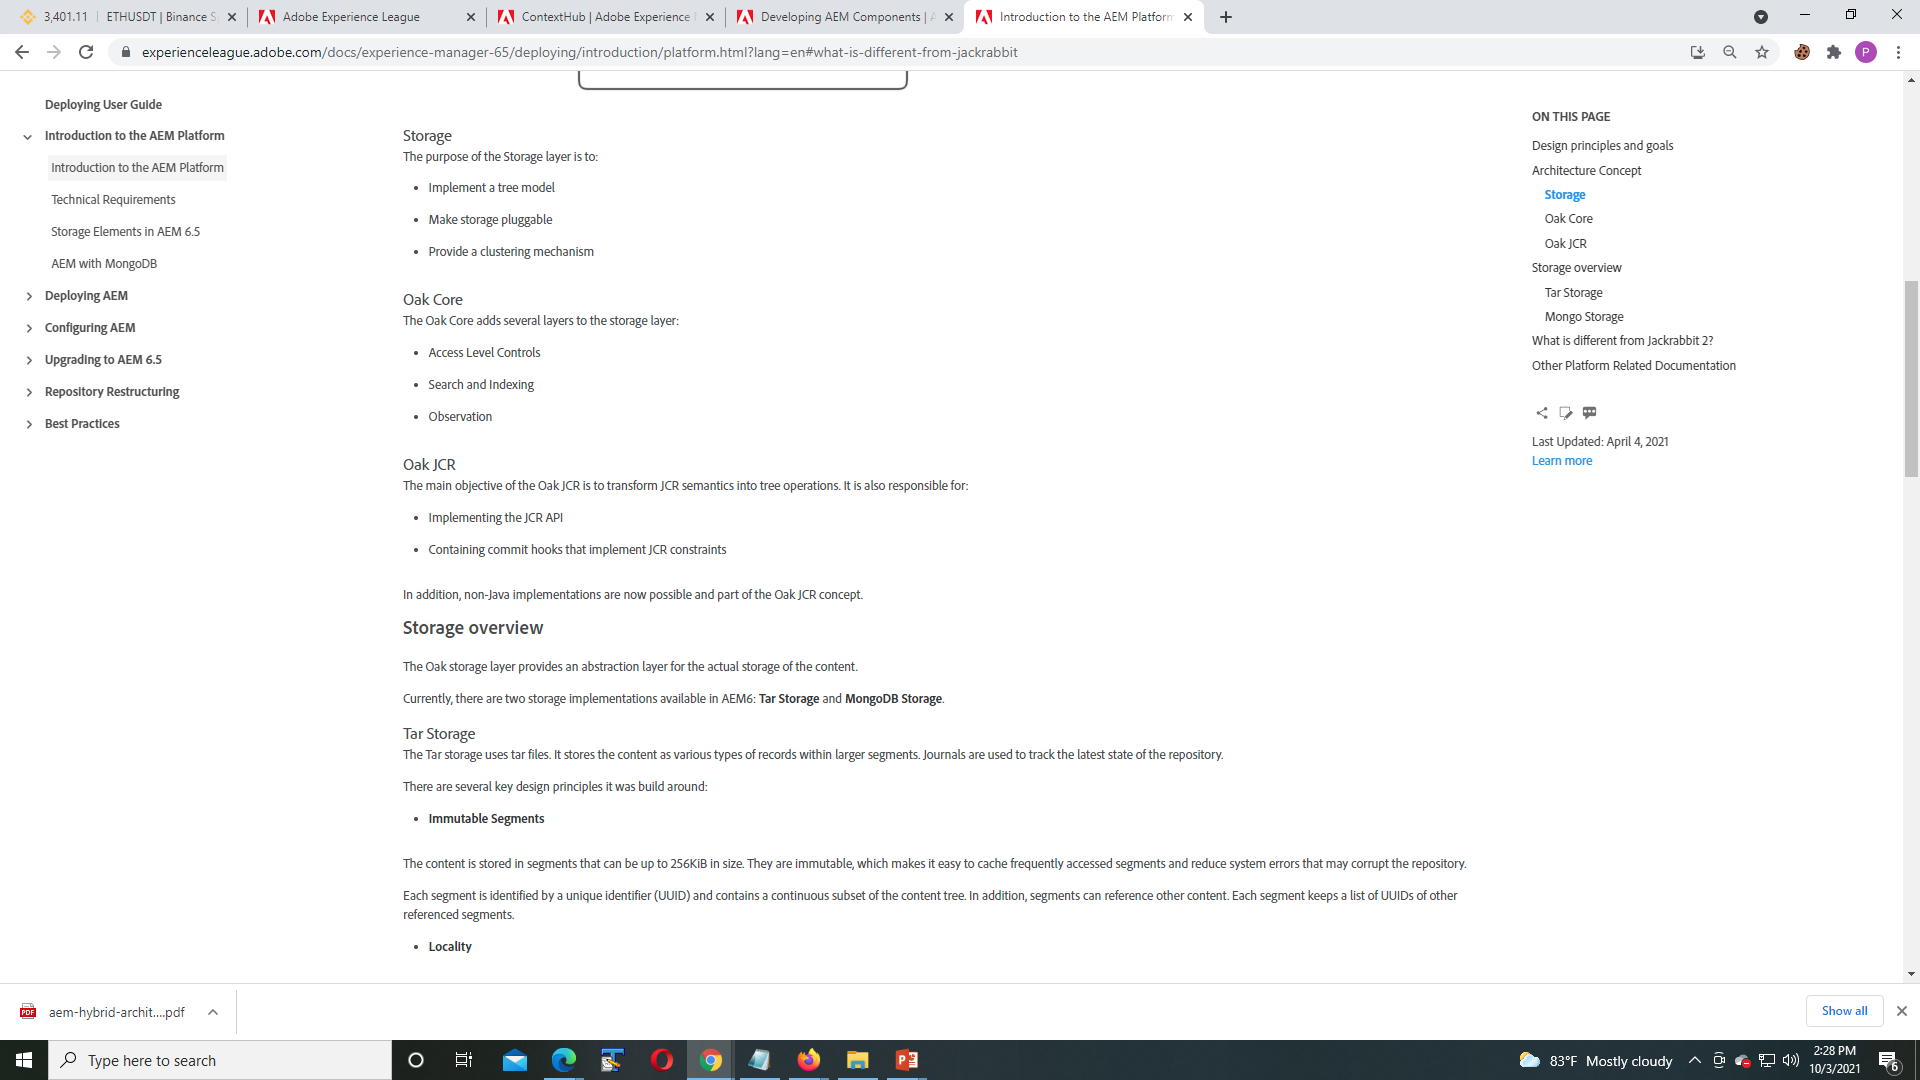 3,401.11 ETHUSDT | Binance S
Adobe Experience League
ContextHub | Adobe Experience
Developing AEM Components | A
Introduction to the AEM Platform
experienceleague.adobe.com/docs/experience-manager-65/deploying/introduction/platform.html?lang=en#what-is-different-from-jackrabbit
P
Deploying User Guide
Introduction to the AEM Platform
Introduction to the AEM Platform
Technical Requirements
Storage Elements in AEM 6.5
AEM with MongoDB
Deploying AEM
Configuring AEM
Upgrading to AEM 6.5
Repository Restructuring
Best Practices
Storage
The purpose of the Storage layer is to:
• Implement a tree model
• Make storage pluggable
• Provide a clustering mechanism
Oak Core
The Oak Core adds several layers to the storage layer:
• Access Level Controls
• Search and Indexing
• Observation
Oak JCR
The main objective of the Oak JCR is to transform JCR semantics into tree operations. It is also responsible for:
• Implementing the JCR API
• Containing commit hooks that implement JCR constraints
In addition, non-Java implementations are now possible and part of the Oak JCR concept.
Storage overview
The Oak storage layer provides an abstraction layer for the actual storage of the content.
Currently, there are two storage implementations available in AEM6: Tar Storage and MongoDB Storage.
Tar Storage
The Tar storage uses tar files. It stores the content as various types of records within larger segments. Journals are used to track the latest state of the repository.
There are several key design principles it was build around:
• Immutable Segments
The content is stored in segments that can be up to 256KiB in size. They are immutable, which makes it easy to cache frequently accessed segments and reduce system errors that may corrupt the repository.
Each segment is identified by a unique identifier (UUID) and contains a continuous subset of the content tree. In addition, segments can reference other content. Each segment keeps a list of UUIDs of other
referenced segments.
• Locality
ON THIS PAGE
Design principles and goals
Architecture Concept
Storage
Oak Core
Oak JCR
Storage overview
Tar Storage
Mongo Storage
What is different from Jackrabbit 2?
Other Platform Related Documentation
Last Updated: April 4, 2021
Learn more
PDF
aem-hybrid-archit....pdf
Show all
Type here to search
83°F Mostly cloudy
2:28 PM
10/3/2021
6